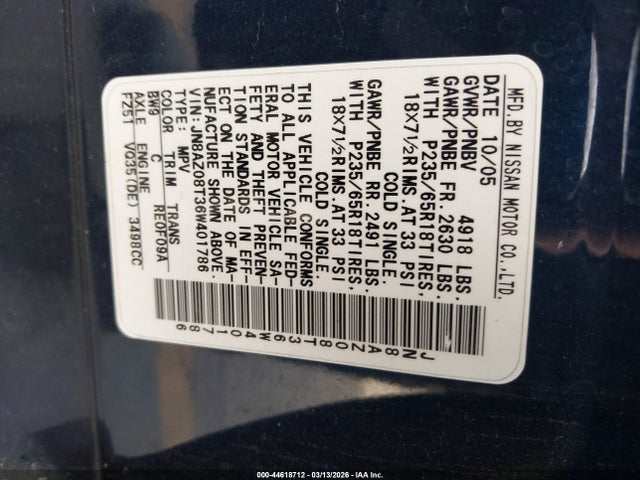 MFD.BY NISSAN MOTOR CO.,LTD.
DATE 10/05
GVWR/PNBV 4918 LBS.
GAWR/PNBE FR. 2630 LBS.
WITH P235/65R18TIRES,
18X7½RIMS.AT 33 PSI
COLD SINGLE.
GAWR/PNBE RR. 2491 LBS.
WITH P235/65R18TIRES,
18X7½RIMS.AT 33 PSI
COLD SINGLE.
THIS VEHICLE CONFORMS
TO ALL APPLICABLE FED-
ERAL MOTOR VEHICLE SA-
FETY AND THEFT PREVEN-
TION STANDARDS IN EFF-
ECT ON THE DATE OF MA-
NUFACTURE SHOWN ABOVE.
VIN:JN8AZ08T36W401786
TYPE: MPV
COLOR TRIM TRANS
BW9 C RE0F09A
AXLE ENGINE
FZ51 VQ35(DE) 3498CC
JN8AZ08T36W401786
000-44618712 - 03/13/2026 - IAA Inc.